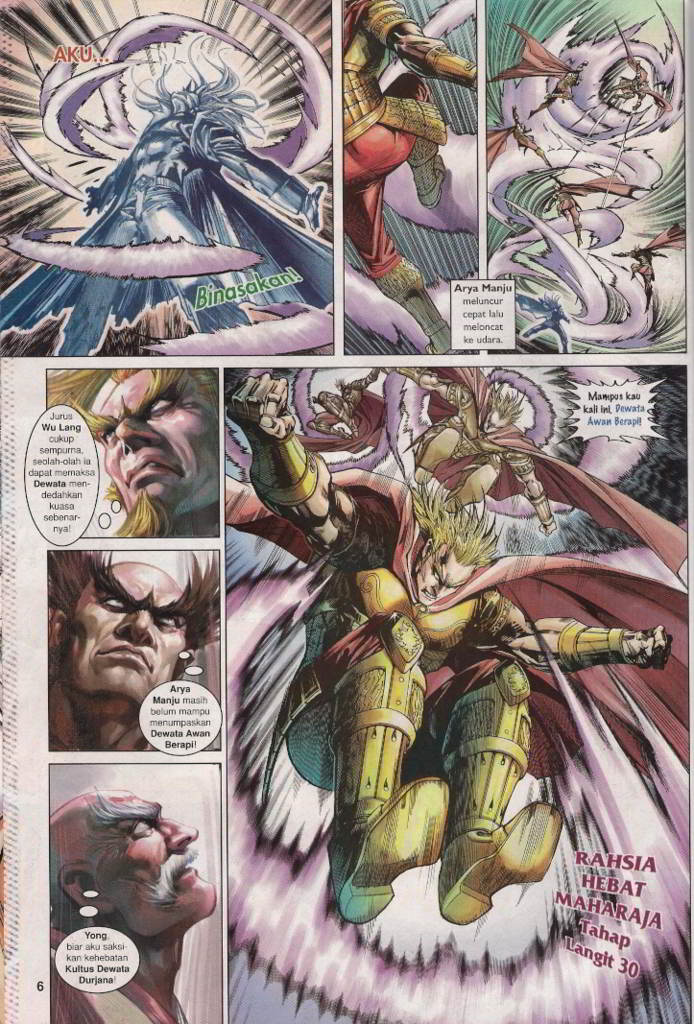 AKU...
Binasakan!
Arya Manju
meluncur
cepat lalu
meloncat
ke udara.
Jurus
Wu Lang
cukup
sempurna,
seolah-olah ia
dapat memaksa
Dewata men-
dedahkan
kuasa
sebenar-
nya!
Mampus kau
kali ini, Dewata
Awan Berapi!
Arya
Manju masih
belum mampu
menumpaskan
Dewata Awan
Berapi!
Yong,
biar aku saksi-
kan kehebatan
Kultus Dewata
Durjana!
RAHSIA
HEBAT
MAHARAJA
Tahap
Langit 30
6